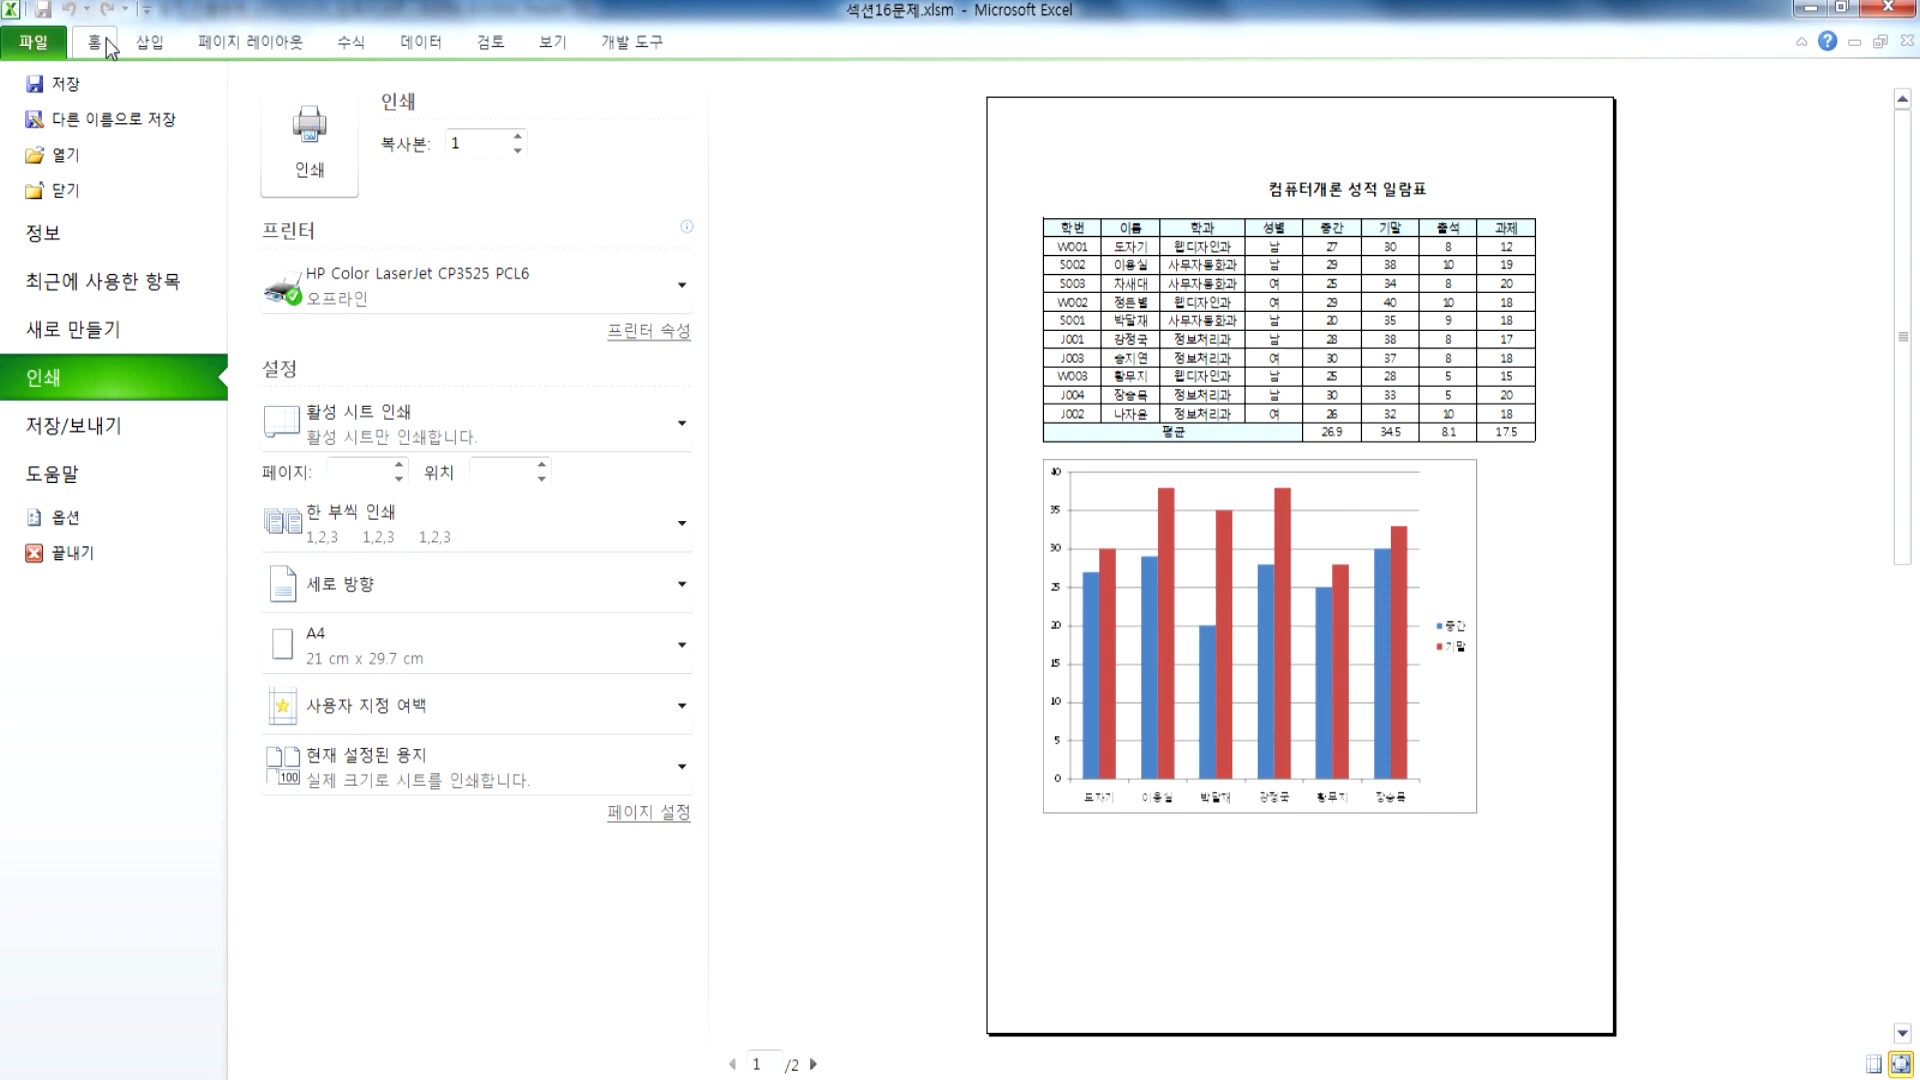 섹션16문제.xlsm - Microsoft Excel
파일 홈 삽입 페이지 레이아웃 수식 데이터 검토 보기 개발 도구
저장
다른 이름으로 저장
열기
닫기
정보
최근에 사용한 항목
새로 만들기
인쇄
저장/보내기
도움말
옵션
끝내기
인쇄
인쇄
복사본: 1
프린터
HP Color LaserJet CP3525 PCL6
오프라인
프린터 속성
설정
활성 시트 인쇄
활성 시트만 인쇄합니다.
페이지: 위치
한 부씩 인쇄
1,2,3 1,2,3 1,2,3
세로 방향
A4
21 cm x 29.7 cm
사용자 지정 여백
현재 설정된 용지
100
실제 크기로 시트를 인쇄합니다.
페이지 설정
컴퓨터개론 성적 일람표
학번 이름 학과 성별 중간 기말 출석 과제
W001 도자기 웹디자인과 남 27 30 8 12
S002 이용실 사무자동화과 남 29 38 10 19
S003 차새대 사무자동화과 여 25 34 8 20
W002 정든별 웹디자인과 여 29 40 10 18
S001 박달재 사무자동화과 남 20 35 9 18
J001 강정국 정보처리과 남 28 38 8 17
J003 송지연 정보처리과 여 30 37 8 18
W003 황무지 웹디자인과 남 25 28 5 15
J004 장승목 정보처리과 남 30 33 5 20
J002 나자윤 정보처리과 여 26 32 10 18
평균 26.9 34.5 8.1 17.5
40
35
30
25
20
15
10
5
0
도자기 이용실 박달재 강정국 황무지 장승목
중간
기말
1 /2